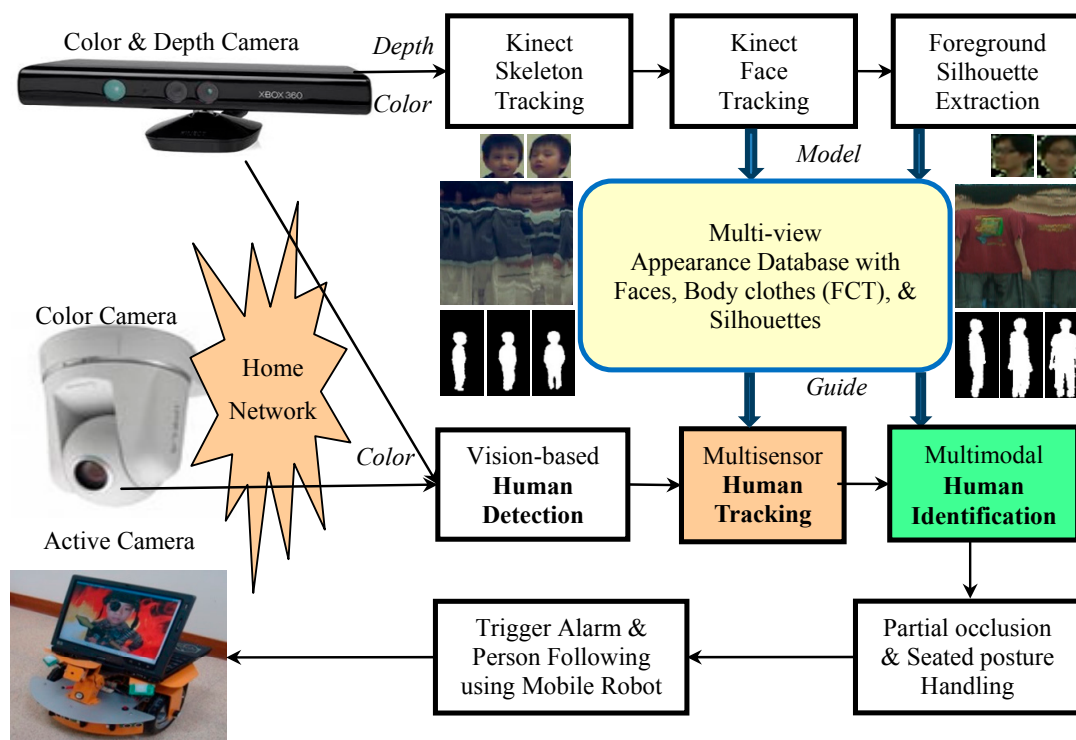 Color & Depth Camera
XBOX 360
Depth
Color
Kinect
Skeleton
Tracking
Kinect
Face
Tracking
Foreground
Silhouette
Extraction
Model
Multi-view
Appearance Database with
Faces, Body clothes (FCT), &
Silhouettes
Guide
Color Camera
Home
Network
Active Camera
Color
Vision-based
Human
Detection
Multisensor
Human
Tracking
Multimodal
Human
Identification
Trigger Alarm &
Person Following
using Mobile Robot
Partial occlusion
& Seated posture
Handling